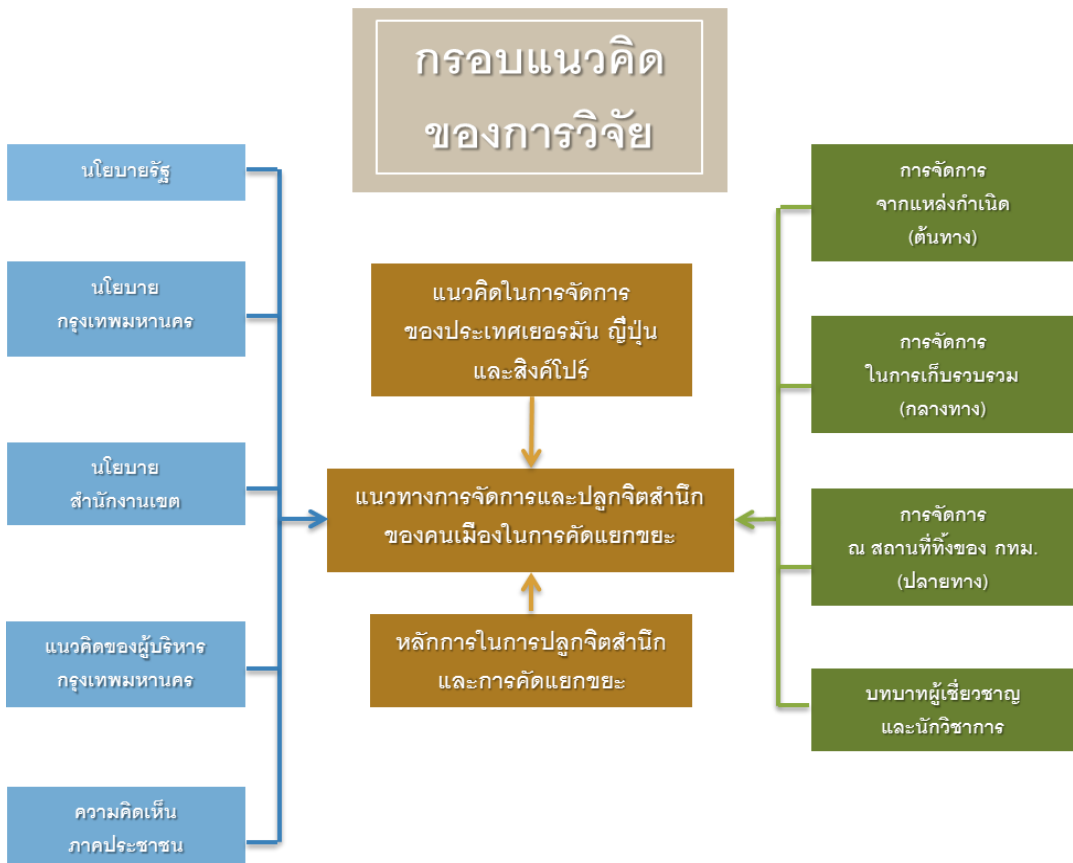 กรอบแนวคิด
ของการวิจัย
นโยบายรัฐ
นโยบาย
กรุงเทพมหานคร
นโยบาย
สำนักงานเขต
แนวคิดของผู้บริหาร
กรุงเทพมหานคร
ความคิดเห็น
ภาคประชาชน
แนวคิดในการจัดการ
ของประเทศเยอรมัน ญี่ปุ่น
และสิงค์โปร์
แนวทางการจัดการและปลูกจิตสำนึก
ของคนเมืองในการคัดแยกขยะ
หลักการในการปลูกจิตสำนึก
และการคัดแยกขยะ
การจัดการ
จากแหล่งกำเนิด
(ต้นทาง)
การจัดการ
ในการเก็บรวบรวม
(กลางทาง)
การจัดการ
ณ สถานที่ทิ้งของ กทม.
(ปลายทาง)
บทบาทผู้เชี่ยวชาญ
และนักวิชาการ